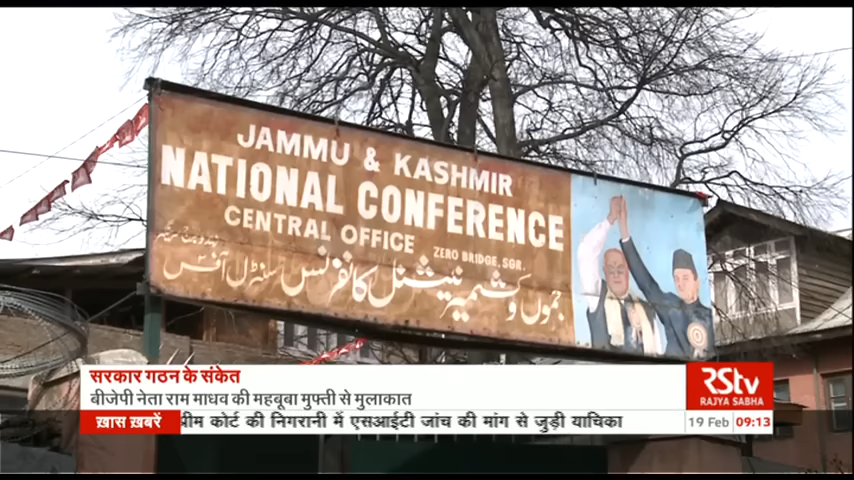 JAMMU & KASHMIR
NATIONAL CONFERENCE
CENTRAL OFFICE
ZERO BRIDGE, SGR.
جموں و کشمیر نیشنل کانفرنس سنٹرل آفس
सरकार गठन के संकेत
बीजेपी नेता राम माधव की महबूबा मुफ्ती से मुलाकात
ख़ास ख़बरें
प्रीम कोर्ट की निगरानी में एसआईटी जांच की मांग से जुड़ी याचिका
RStv
RAJYA SABHA
19 Feb 09:13